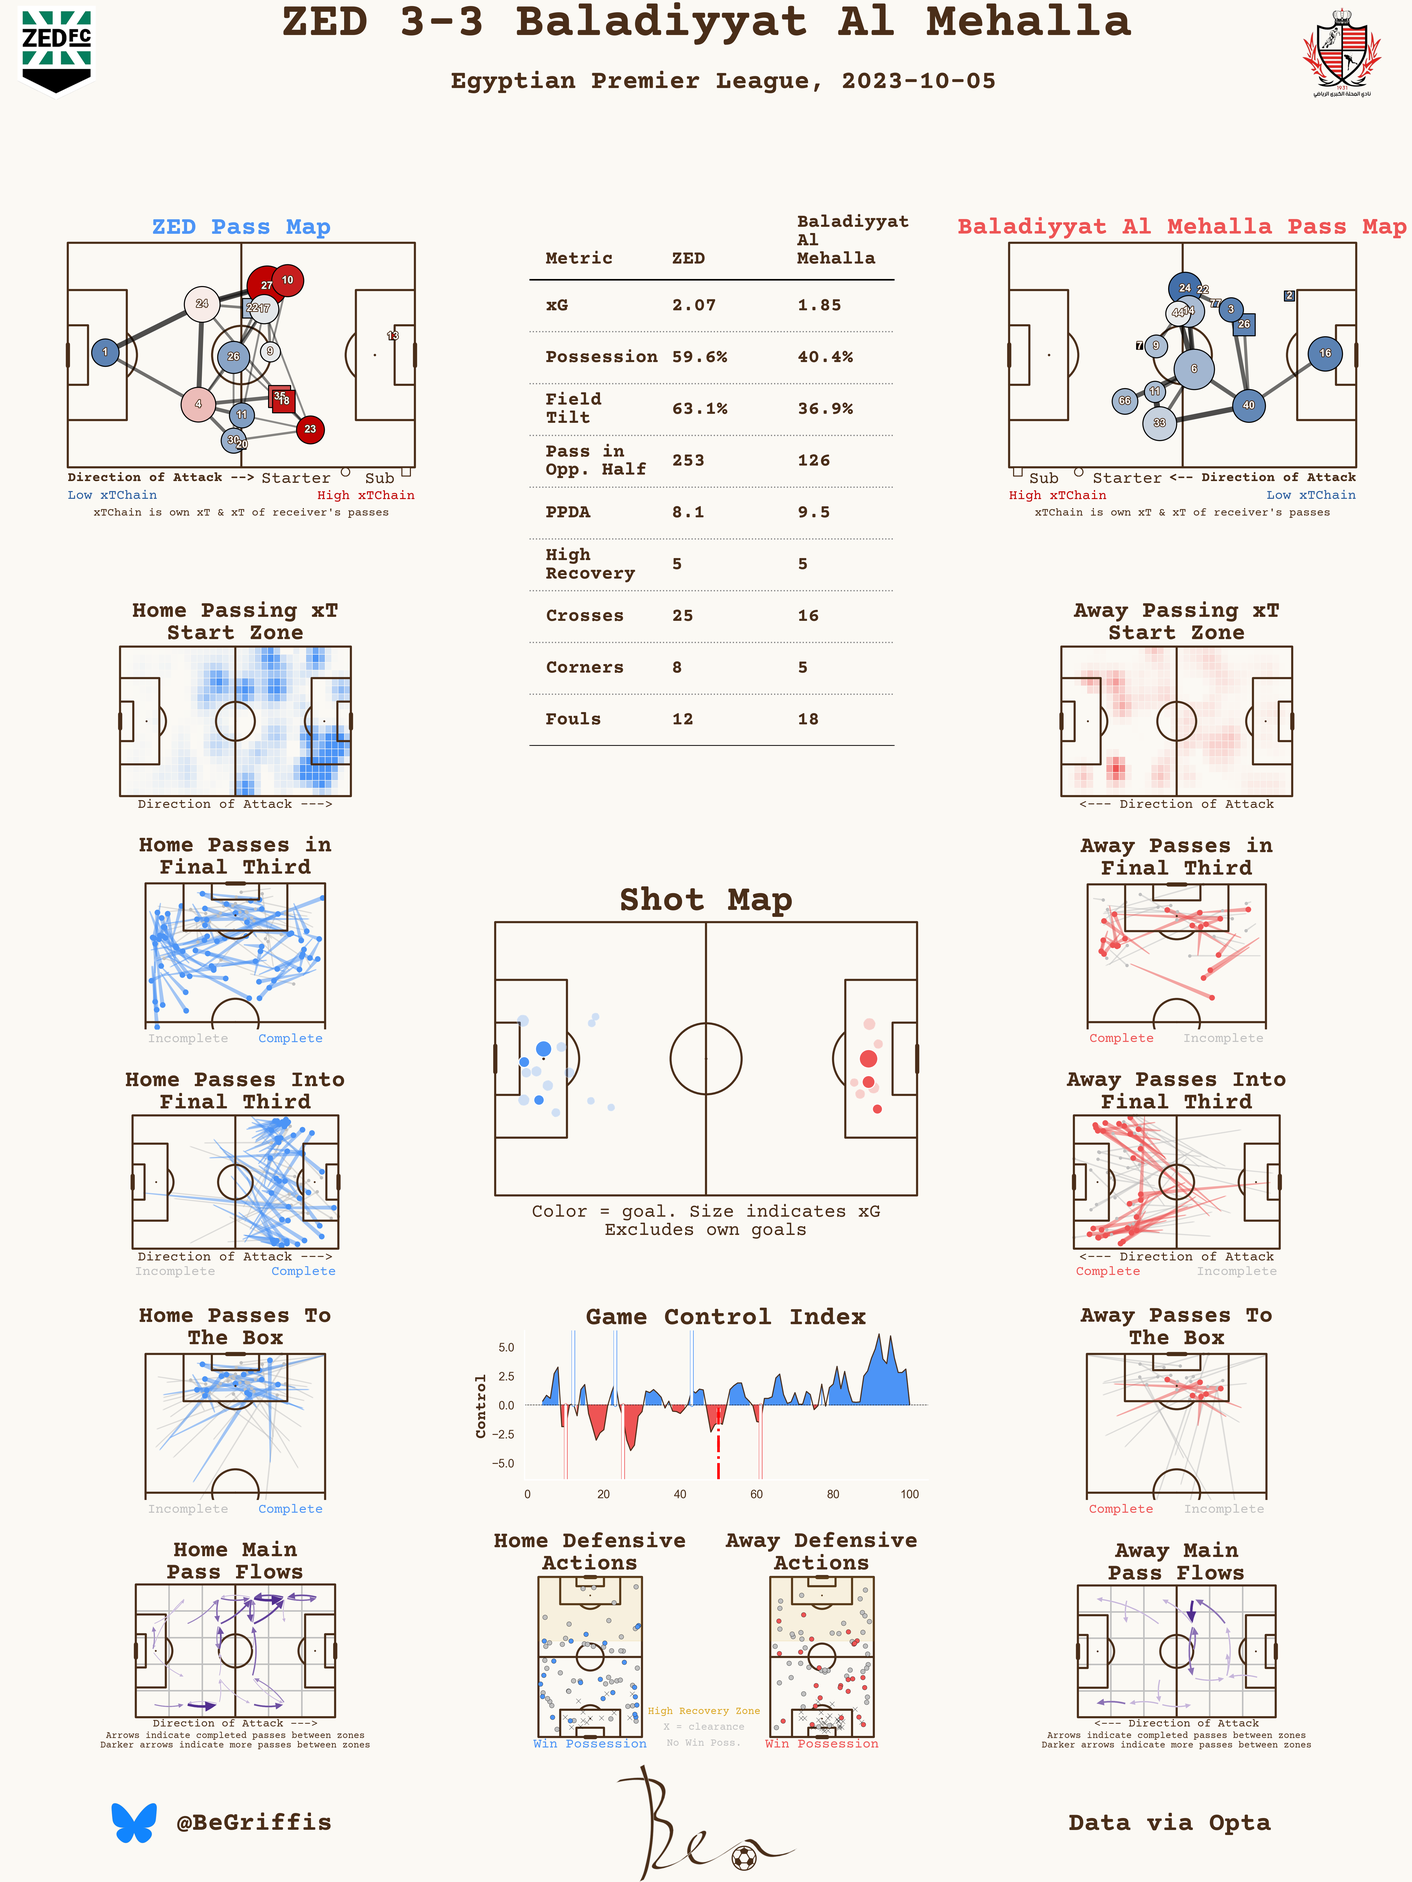 ZED 3-3 Baladiyyat Al Mehalla
Egyptian Premier League, 2023-10-05
ZEDFC
1931
نادي المحلة الكبرى الرياضي
ZED Pass Map
27
10
24
22
17
13
1
26
9
4
35
18
11
23
30
20
Direction of Attack --> Starter Sub
Low xTChain High xTChain
xTChain is own xT & xT of receiver's passes
Metric ZED Baladiyyat Al Mehalla
xG 2.07 1.85
Possession 59.6% 40.4%
Field Tilt 63.1% 36.9%
Pass in Opp. Half 253 126
PPDA 8.1 9.5
High Recovery 5 5
Crosses 25 16
Corners 8 5
Fouls 12 18
Baladiyyat Al Mehalla Pass Map
24
22
77
2
44
14
3
26
7
9
16
6
66
11
40
33
Sub Starter <-- Direction of Attack
High xTChain Low xTChain
xTChain is own xT & xT of receiver's passes
Home Passing xT
Start Zone
Direction of Attack --->
Away Passing xT
Start Zone
<--- Direction of Attack
Home Passes in
Final Third
Incomplete Complete
Away Passes in
Final Third
Complete Incomplete
Shot Map
Color = goal. Size indicates xG
Excludes own goals
Home Passes Into
Final Third
Direction of Attack --->
Incomplete Complete
Away Passes Into
Final Third
<--- Direction of Attack
Complete Incomplete
Home Passes To
The Box
Incomplete Complete
Game Control Index
Control
5.0
2.5
0.0
−2.5
−5.0
0 20 40 60 80 100
Away Passes To
The Box
Complete Incomplete
Home Main
Pass Flows
Direction of Attack --->
Arrows indicate completed passes between zones
Darker arrows indicate more passes between zones
Home Defensive
Actions
Win Possession
Away Defensive
Actions
Win Possession
High Recovery Zone
X = clearance
No Win Poss.
Away Main
Pass Flows
<--- Direction of Attack
Arrows indicate completed passes between zones
Darker arrows indicate more passes between zones
@BeGriffis
Ben
Data via Opta